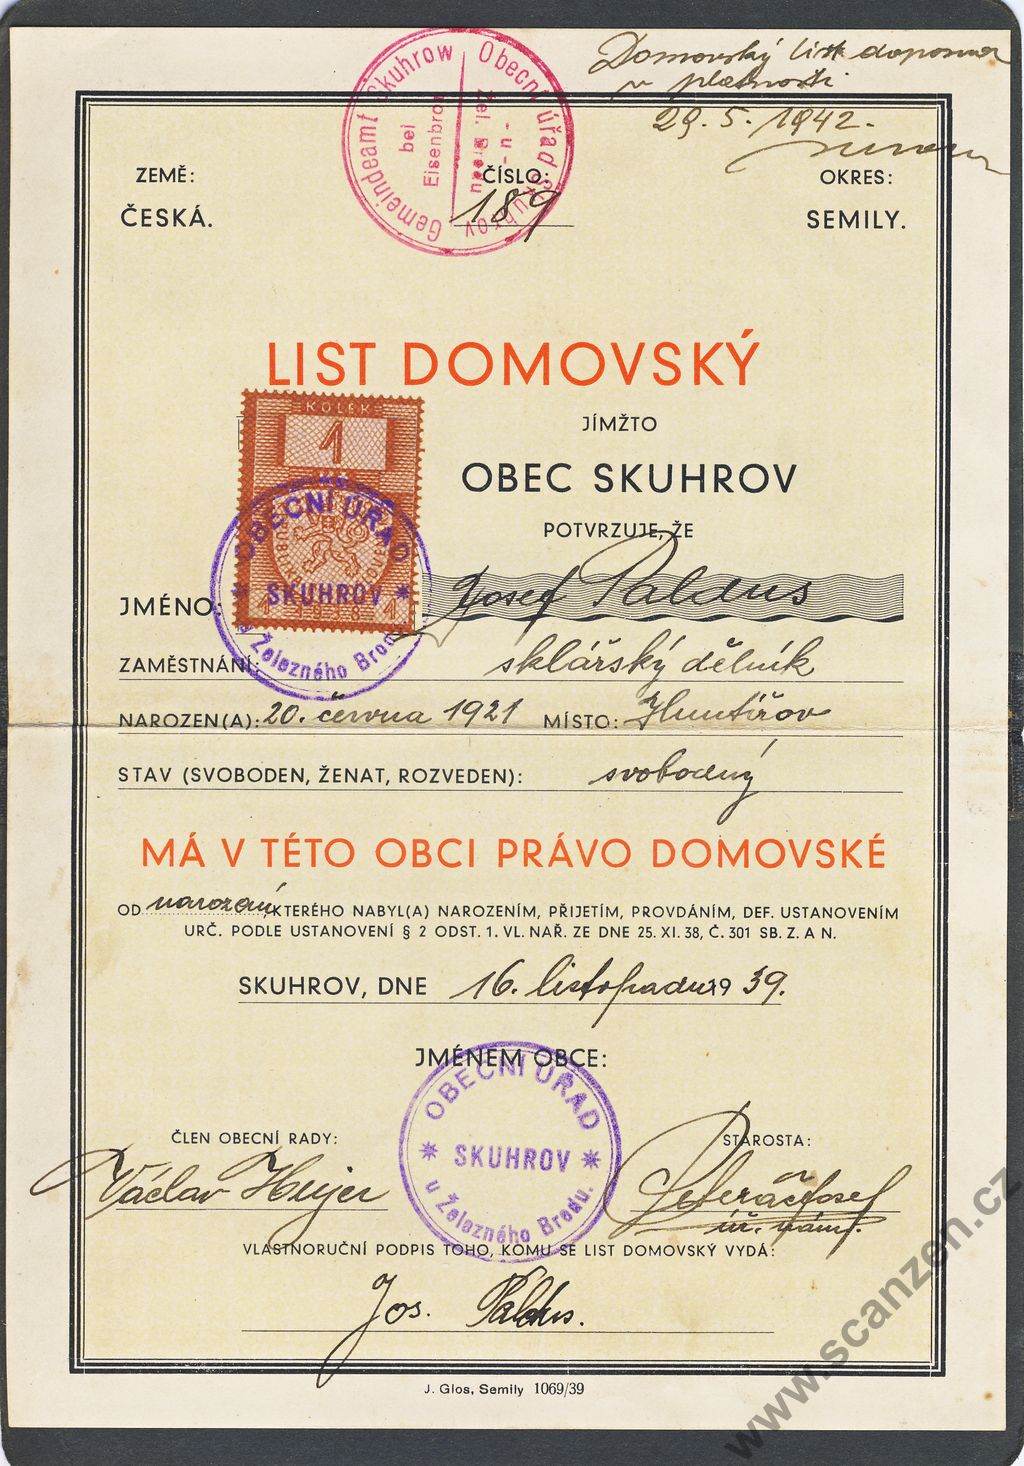 Domovský list doposud
v platnosti
29. 5. 1942.
Gemeindeamt Skuhrow bei Eisenbrod
Obecní úřad Skuhrov u Žel. Brodu
ZEMĚ:
ČESKÁ.
ČÍSLO:
189
OKRES:
SEMILY.
LIST DOMOVSKÝ
KOLEK
1
Kč
JÍMŽTO
OBEC SKUHROV
POTVRZUJE, ŽE
OBECNÍ ÚŘAD
SKUHROV
u Železného Brodu
JMÉNO: Josef Paldus
ZAMĚSTNÁNÍ: sklářský dělník
NAROZEN(A): 20. června 1921 MÍSTO: Huntířov
STAV (SVOBODEN, ŽENAT, ROZVEDEN): svobodný
MÁ V TÉTO OBCI PRÁVO DOMOVSKÉ
OD narození, KTERÉHO NABYL(A) NAROZENÍM, PŘIJETÍM, PROVDÁNÍM, DEF. USTANOVENÍM
URČ. PODLE USTANOVENÍ § 2 ODST. 1. VL. NAŘ. ZE DNE 25. XI. 38, Č. 301 SB. Z. A N.
SKUHROV, DNE 16. listopadu 1939.
JMÉNEM OBCE:
OBECNÍ ÚŘAD
SKUHROV
u Železného Brodu.
ČLEN OBECNÍ RADY:
Václav Hujer
STAROSTA:
Josef
nám.
VLASTNORUČNÍ PODPIS TOHO, KOMU SE LIST DOMOVSKÝ VYDÁ:
Jos. Paldus.
J. Glos, Semily 1069/39
www.scanzen.cz